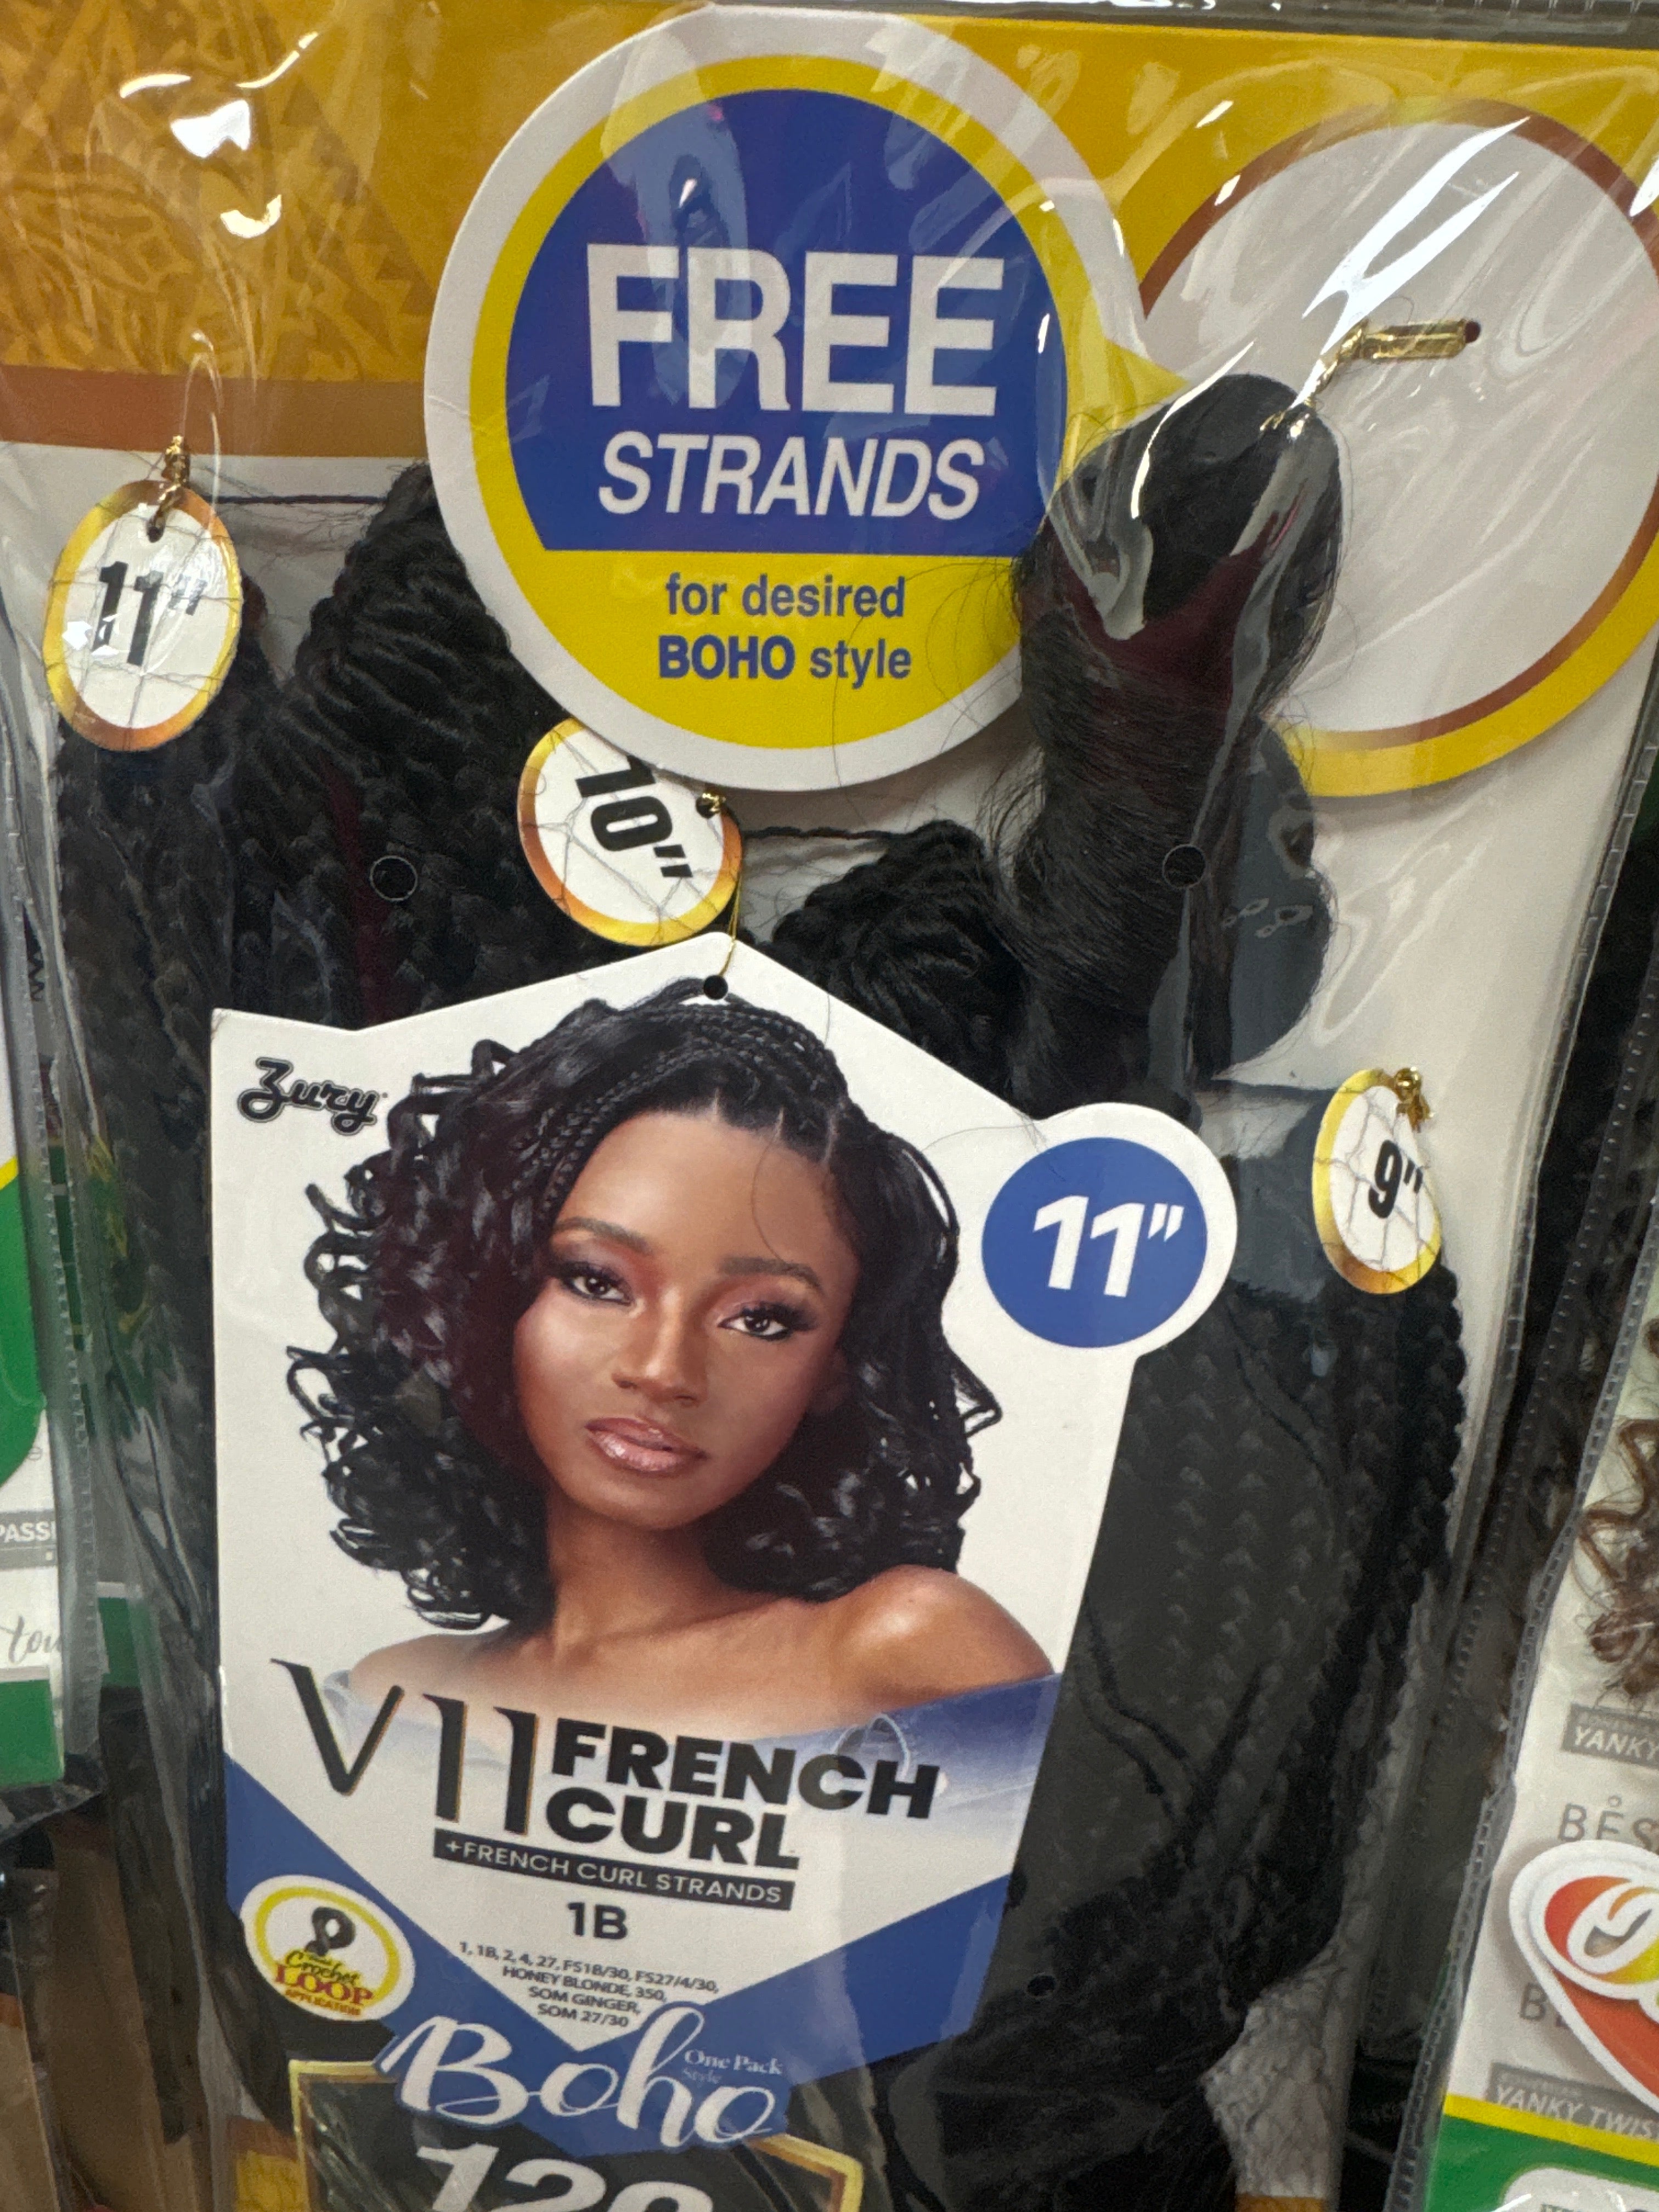 FREE
STRANDS
for desired
BOHO style
11"
10"
Zury
11"
9"
V11 FRENCH
CURL
+FRENCH CURL STRANDS
1B
1, 1B, 2, 4, 27, FS1B/30, FS27/4/30,
HONEY BLONDE, 350,
SOM GINGER,
SOM 27/30
Crochet
LOOP
APPLICATION
Boho
One Pack
Style
YANKY
YANKY TWIS